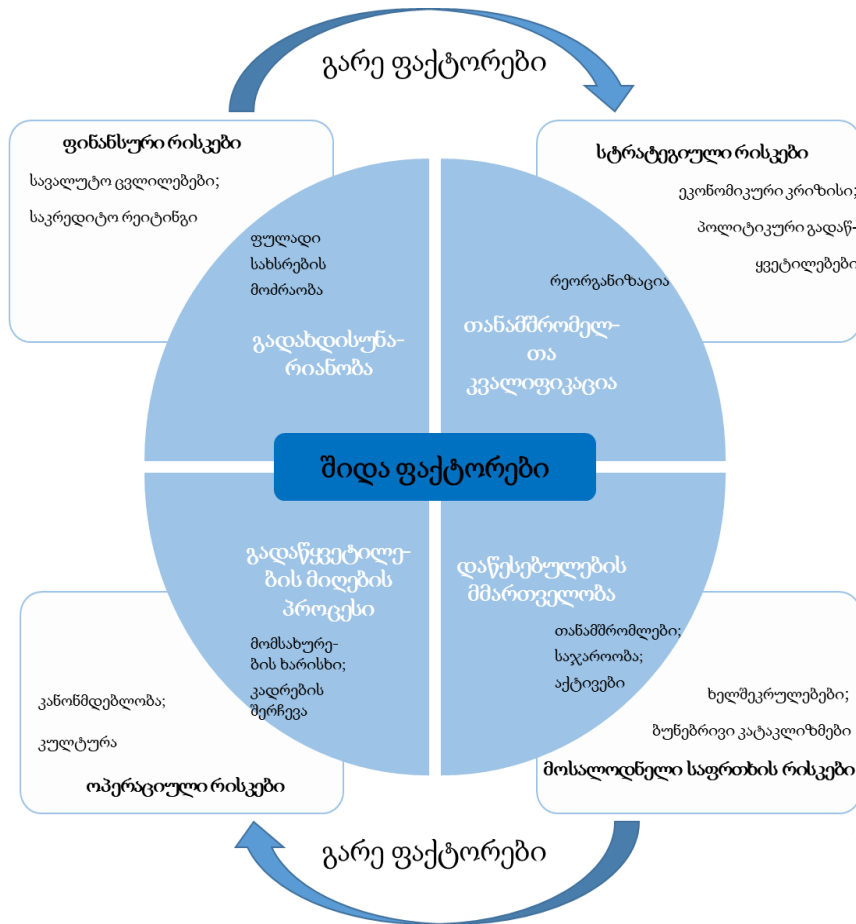 გარე ფაქტორები
ფინანსური რისკები
სავალუტო ცვლილებები;
საკრედიტო რეიტინგი
სტრატეგიული რისკები
ეკონომიკური კრიზისი;
პოლიტიკური გადაწ-
ყვეტილებები
ფულადი
სახსრების
მოძრაობა
გადახდისუნა-
რიანობა
რეორგანიზაცია
თანამშრომელ-
თა
კვალიფიკაცია
შიდა ფაქტორები
გადაწყვეტილე-
ბის მიღების
პროცესი
მომსახურე-
ბის ხარისხი;
კადრების
შერჩევა
დაწესებულების
მმართველობა
თანამშრომლები;
საჯაროობა;
აქტივები
კანონმდებლობა;
კულტურა
ოპერაციული რისკები
ხელშეკრულებები;
ბუნებრივი კატაკლიზმები
მოსალოდნელი საფრთხის რისკები
გარე ფაქტორები